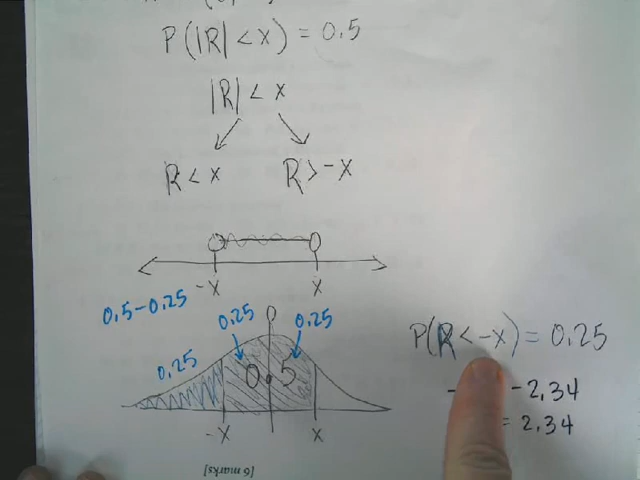 P(|R| < x) = 0.5
|R| < x
R < x R > -x
-x x
0.5-0.25
0 0.25 0.25
0.25
0.5
-x x
P(R < -x) = 0.25
- -2,34
= 2,34
[6 marks]